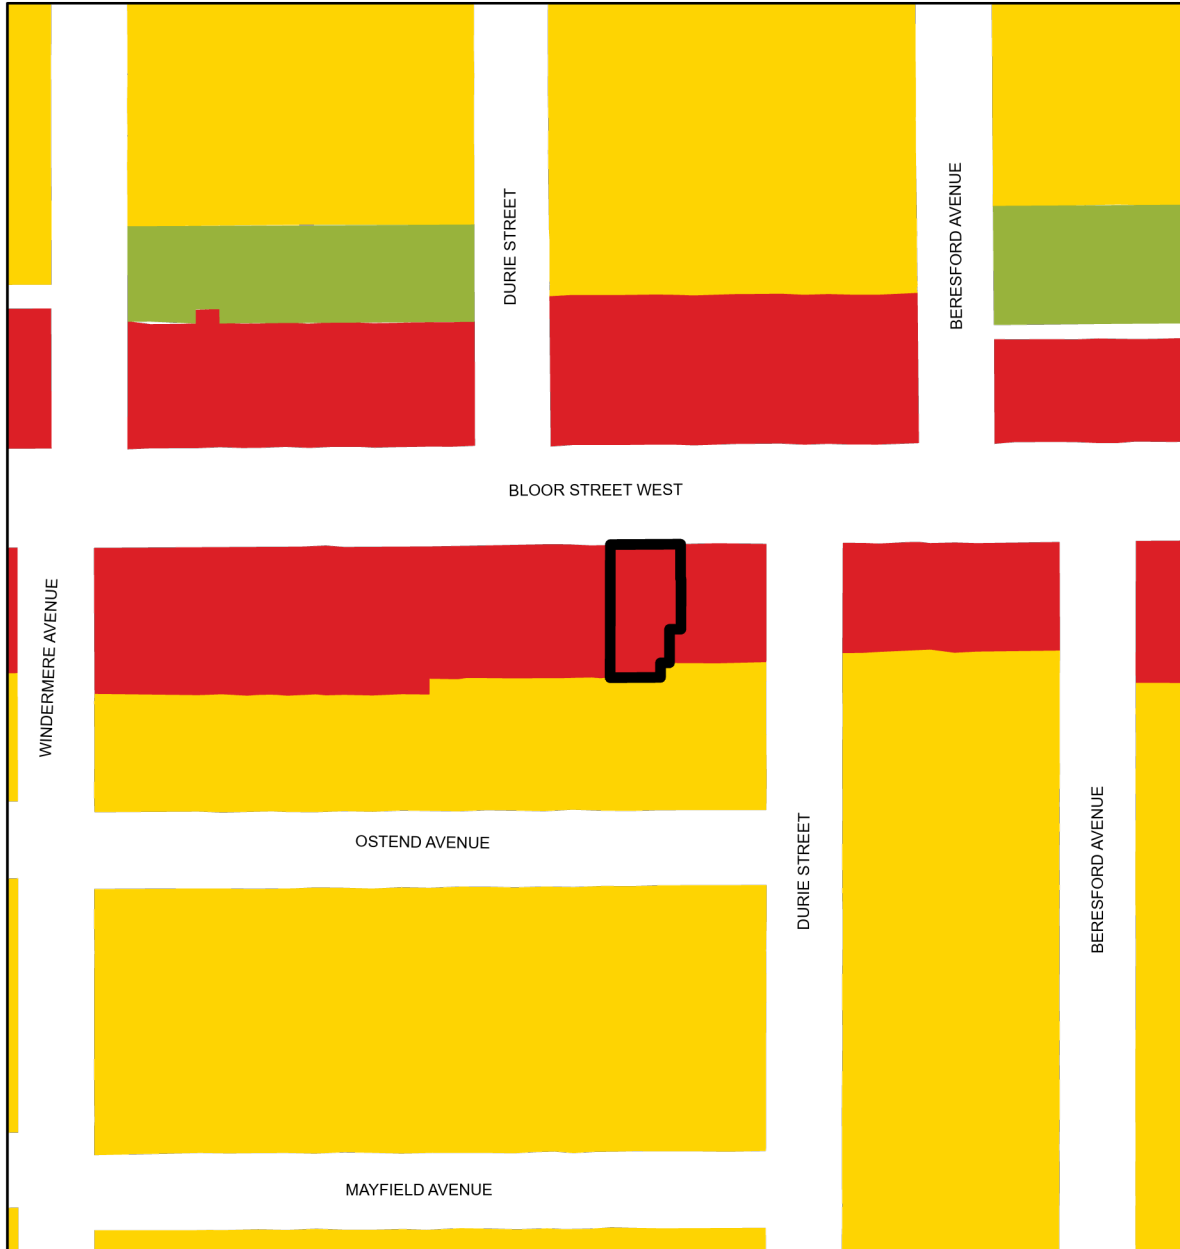 DURIE STREET
BERESFORD AVENUE
BLOOR STREET WEST
WINDERMERE AVENUE
OSTEND AVENUE
DURIE STREET
BERESFORD AVENUE
MAYFIELD AVENUE